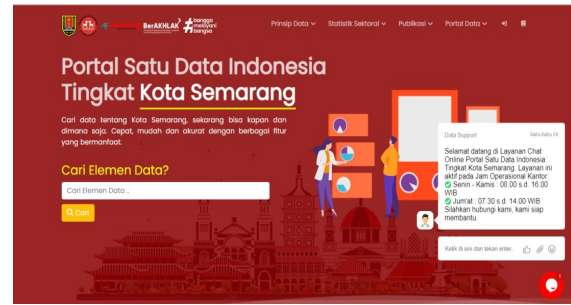 BerAKHLAK
bangga
melayani
bangsa
Prinsip Data
Statistik Sektoral
Publikasi
Portal Data
Portal Satu Data Indonesia
Tingkat Kota Semarang
Cari data tentang Kota Semarang, sekarang bisa kapan dan
dimana saja. Cepat, mudah dan akurat dengan berbagai fitur
yang bermanfaat.
Cari Elemen Data?
Cari Elemen Data ..
Cari
Data Support
baru-baru ini
Selamat datang di Layanan Chat
Online Portal Satu Data Indonesia
Tingkat Kota Semarang. Layanan ini
aktif pada Jam Operasional Kantor:
Senin - Kamis : 08.00 s.d. 16.00
WIB
Jum'at : 07.30 s.d. 14.00 WIB
Silahkan hubungi kami, kami siap
membantu.
Ketik di sini dan tekan enter..